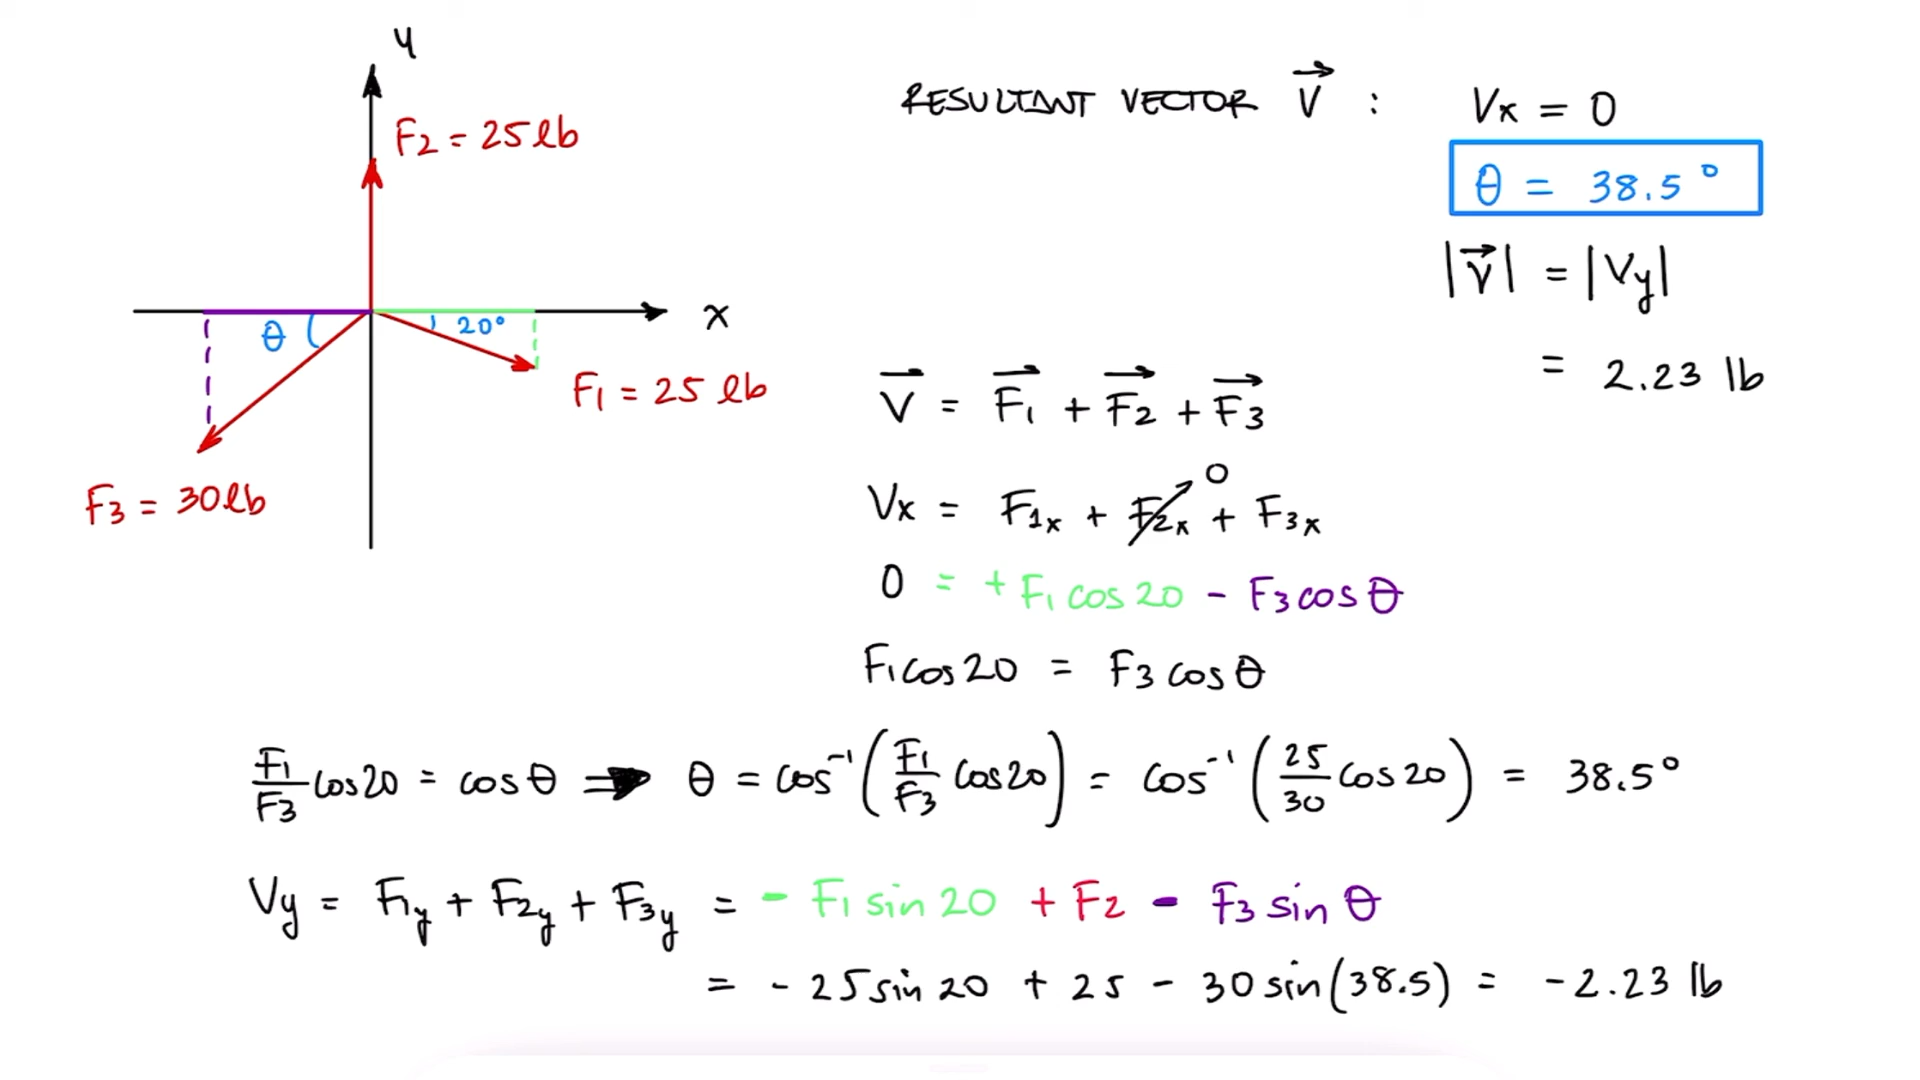 y
F2 = 25lb
x
θ
20°
F1 = 25 lb
F3 = 30lb
RESULTANT VECTOR V⃗ :
Vx = 0
θ = 38.5°
|V⃗| = |Vy|
= 2.23 lb
V⃗ = F⃗1 + F⃗2 + F⃗3
Vx = F1x + F2x + F3x
0
0 = + F1 cos 20 - F3 cos θ
F1 cos 20 = F3 cos θ
F1/F3 cos 20 = cos θ ⇒ θ = cos⁻¹(F1/F3 cos 20) = cos⁻¹(25/30 cos 20) = 38.5°
Vy = F1y + F2y + F3y = - F1 sin 20 + F2 - F3 sin θ
= - 25 sin 20 + 25 - 30 sin(38.5) = -2.23 lb